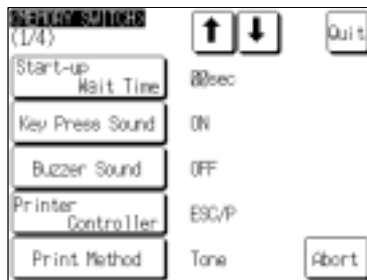 <MEMORY SWITCH>
(1/4)
Quit
Start-up
Wait Time
00sec
Key Press Sound
ON
Buzzer Sound
OFF
Printer
Controller
ESC/P
Print Method
Tone
Abort